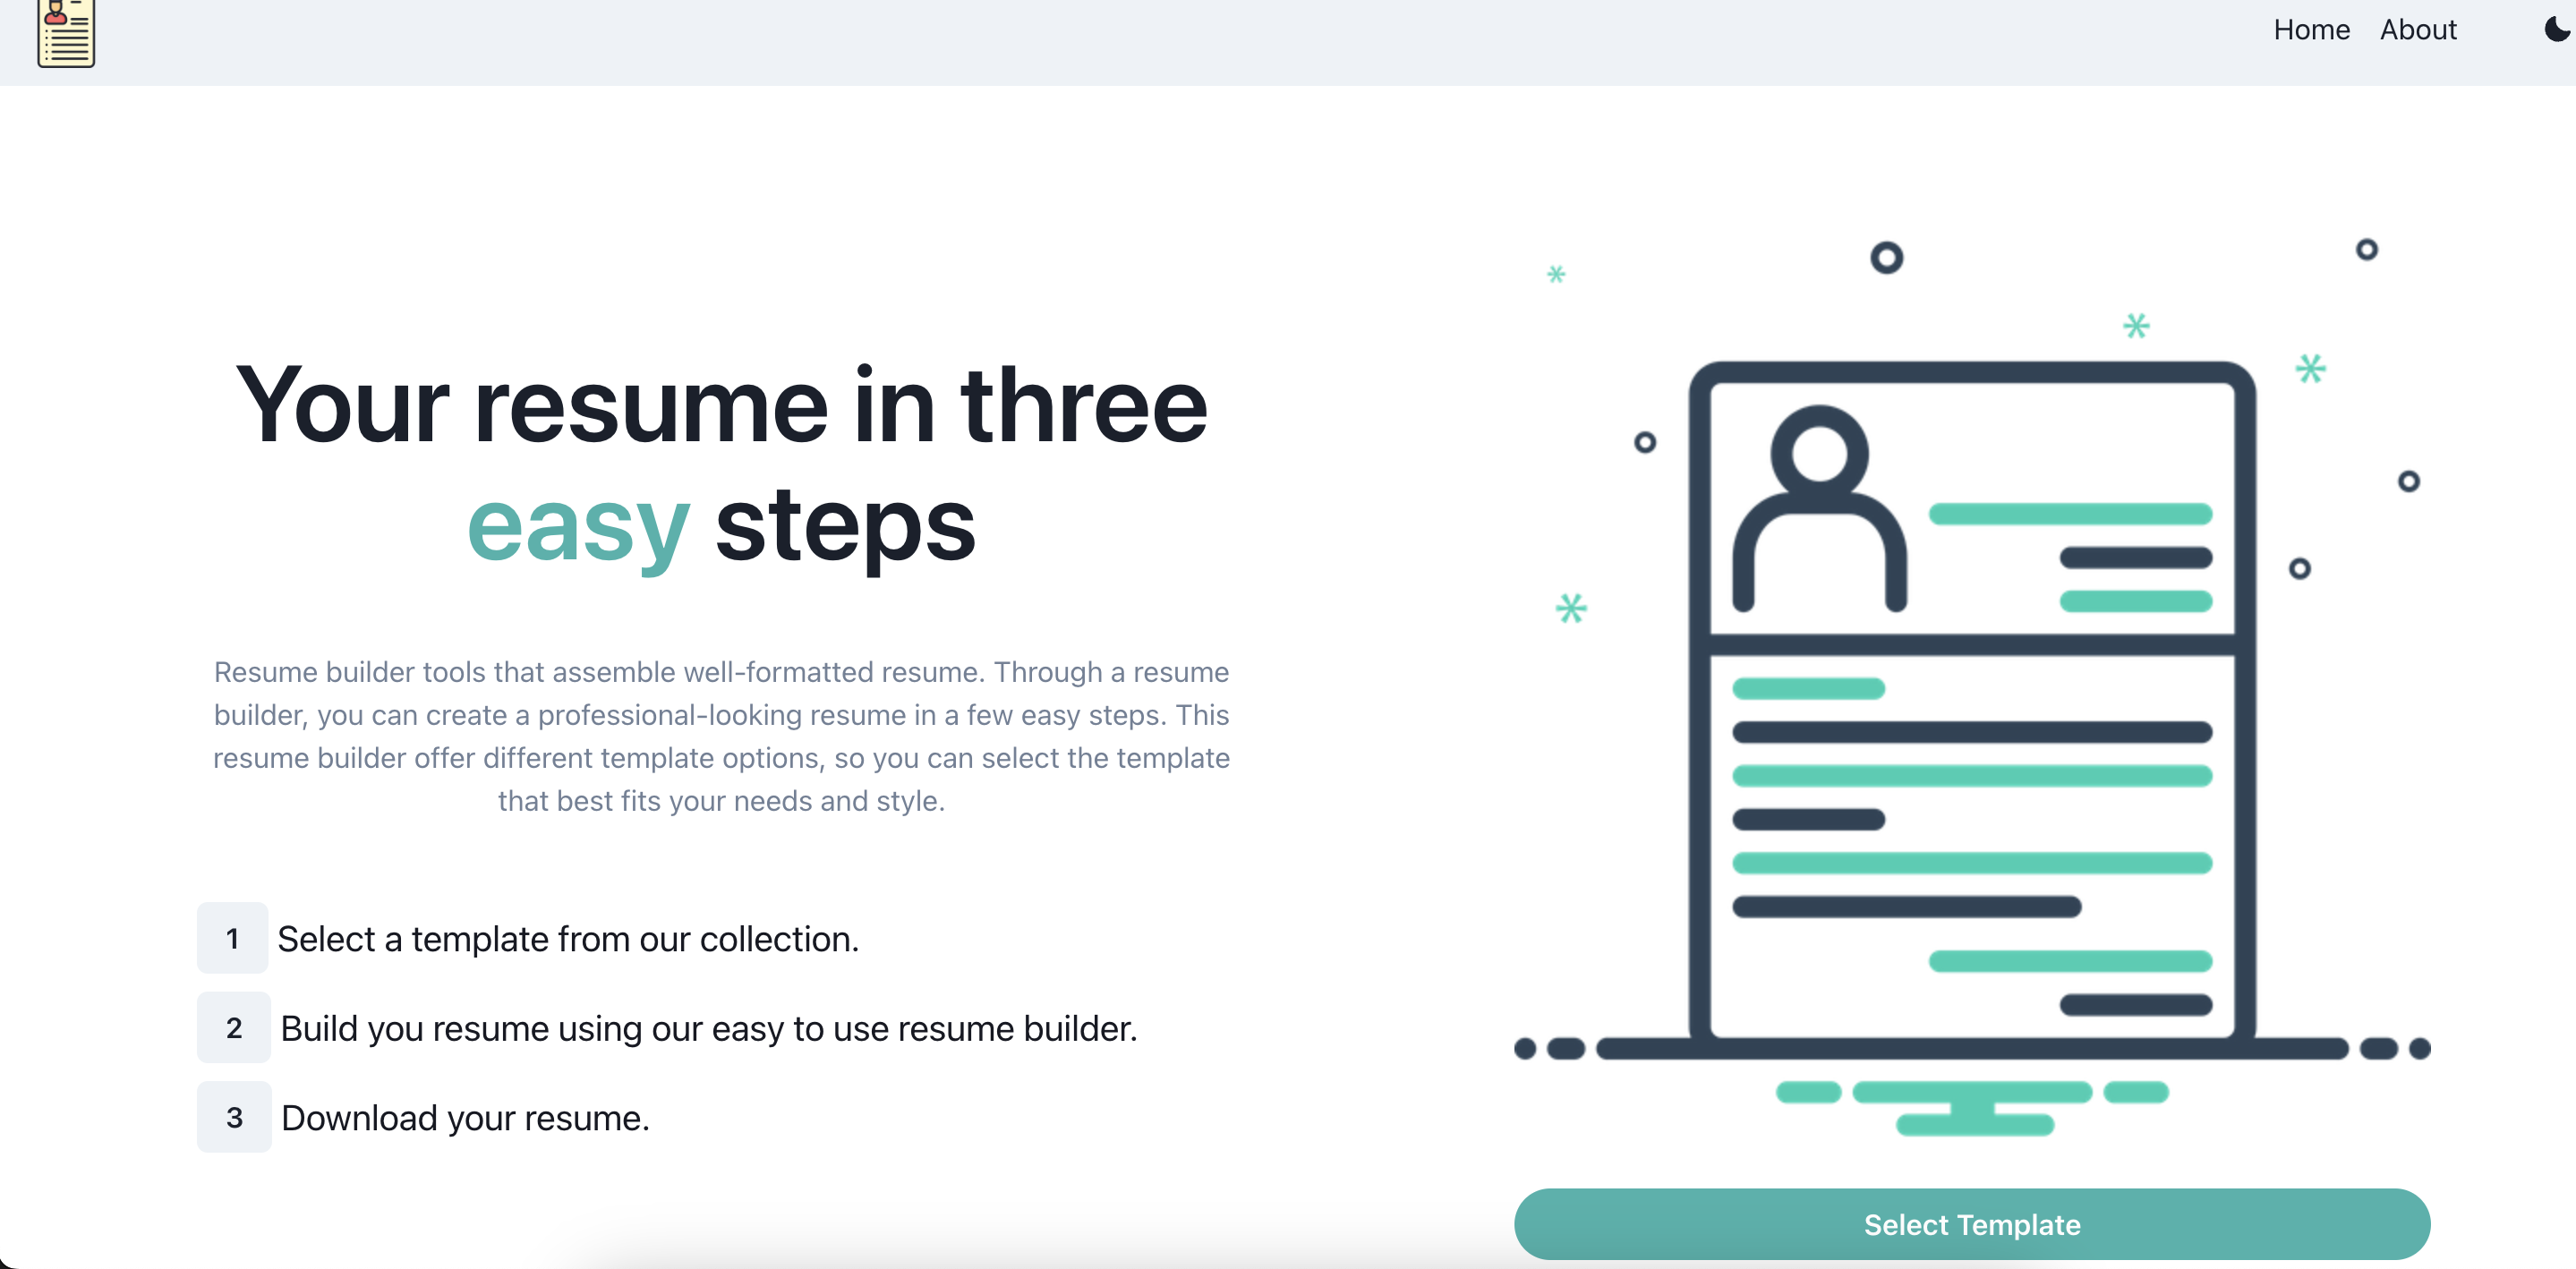 Home About
Your resume in three
easy steps
Resume builder tools that assemble well-formatted resume. Through a resume
builder, you can create a professional-looking resume in a few easy steps. This
resume builder offer different template options, so you can select the template
that best fits your needs and style.
1 Select a template from our collection.
2 Build you resume using our easy to use resume builder.
3 Download your resume.
Select Template